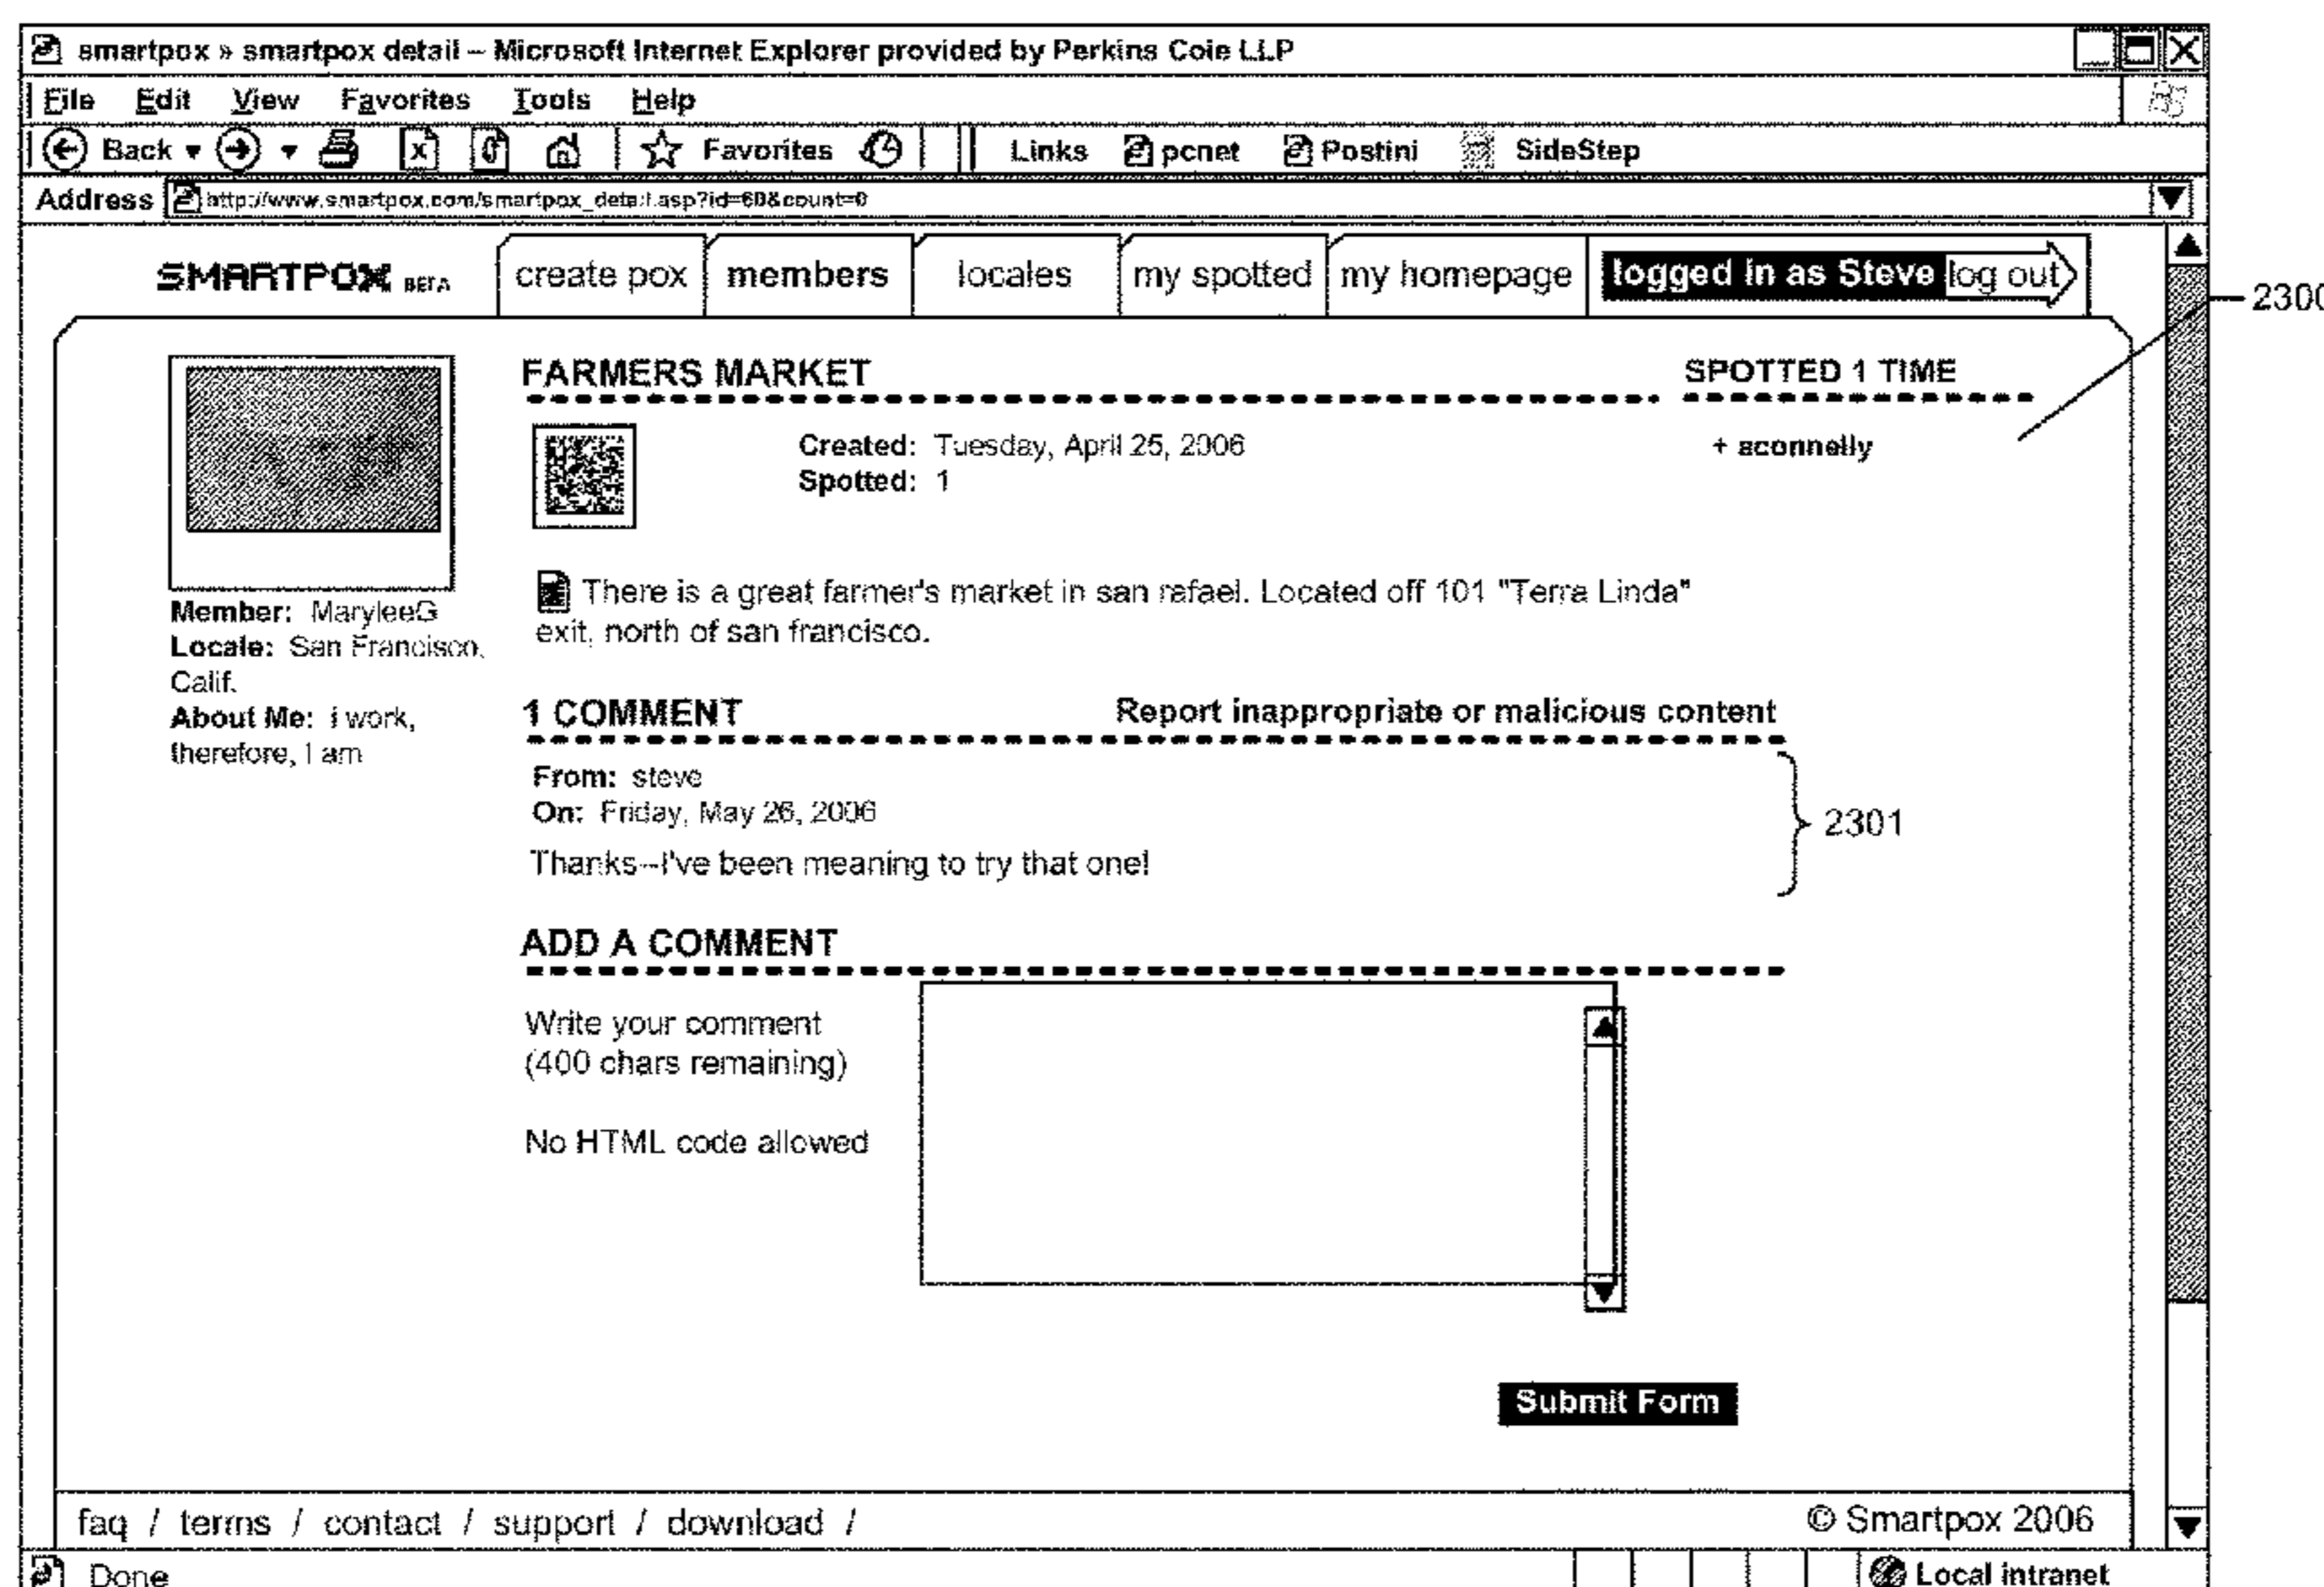 smartpox » smartpox detail – Microsoft Internet Explorer provided by Perkins Coie LLP
File Edit View Favorites Tools Help
Back Favorites Links pcnet Postini SideStep
Address http://www.smartpox.com/smartpox_detail.asp?id=60&count=0
SMARTPOX BETA create pox members locales my spotted my homepage logged in as Steve log out
2300
FARMERS MARKET
SPOTTED 1 TIME
Created: Tuesday, April 25, 2006
Spotted: 1
+ sconnelly
There is a great farmer's market in san rafael. Located off 101 "Terra Linda"
exit, north of san francisco.
Member: MaryleeG
Locale: San Francisco,
Calif.
About Me: i work,
therefore, I am
1 COMMENT
Report inappropriate or malicious content
From: steve
On: Friday, May 26, 2006
Thanks--I've been meaning to try that one!
2301
ADD A COMMENT
Write your comment
(400 chars remaining)
No HTML code allowed
Submit Form
faq / terms / contact / support / download /
© Smartpox 2006
Done
Local intranet